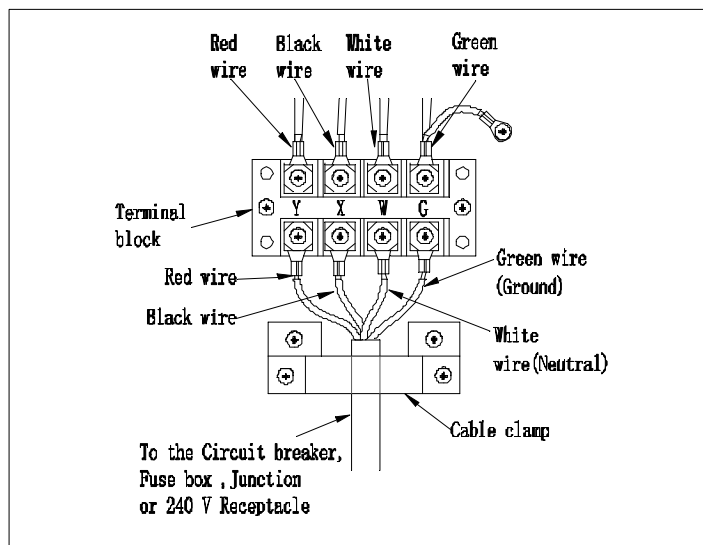 Red
wire
Black
wire
White
wire
Green
wire
Y X W G
Terminal
block
Red wire
Black wire
Green wire
(Ground)
White
wire(Neutral)
Cable clamp
To the Circuit breaker,
Fuse box , Junction
or 240 V Receptacle